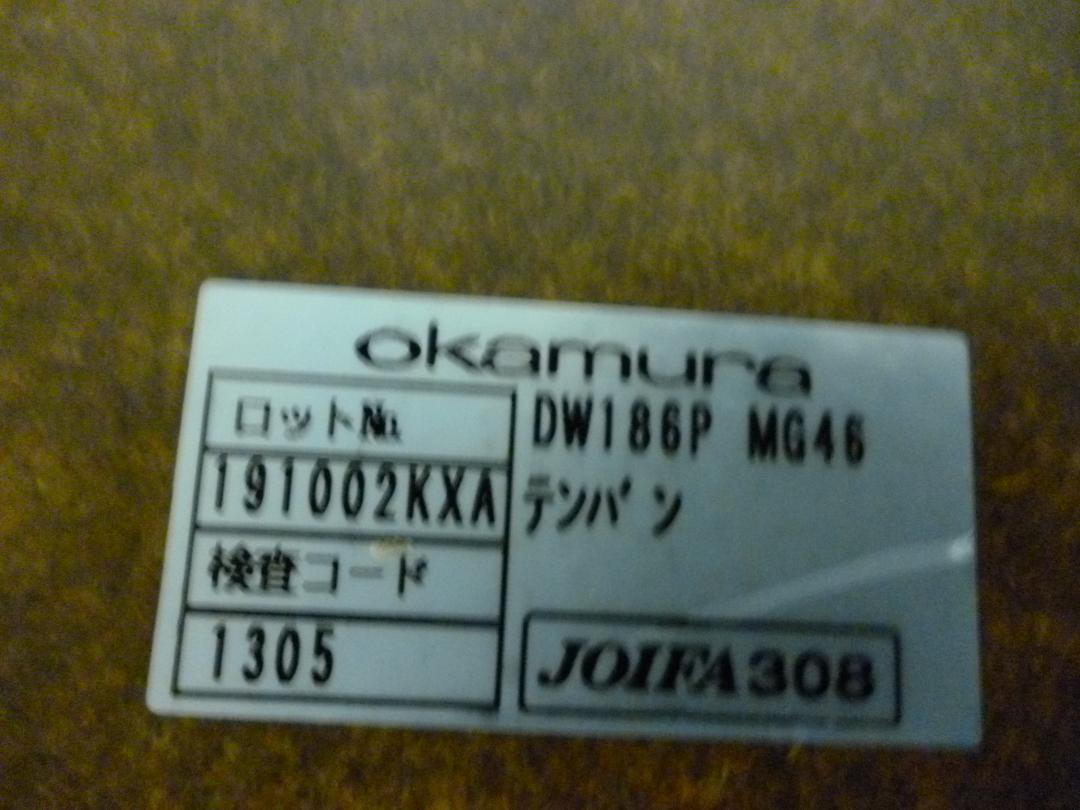 okamura
ロット№
191002KXA
検査コード
1305
DW186P MG46
テンバン
JOIFA308